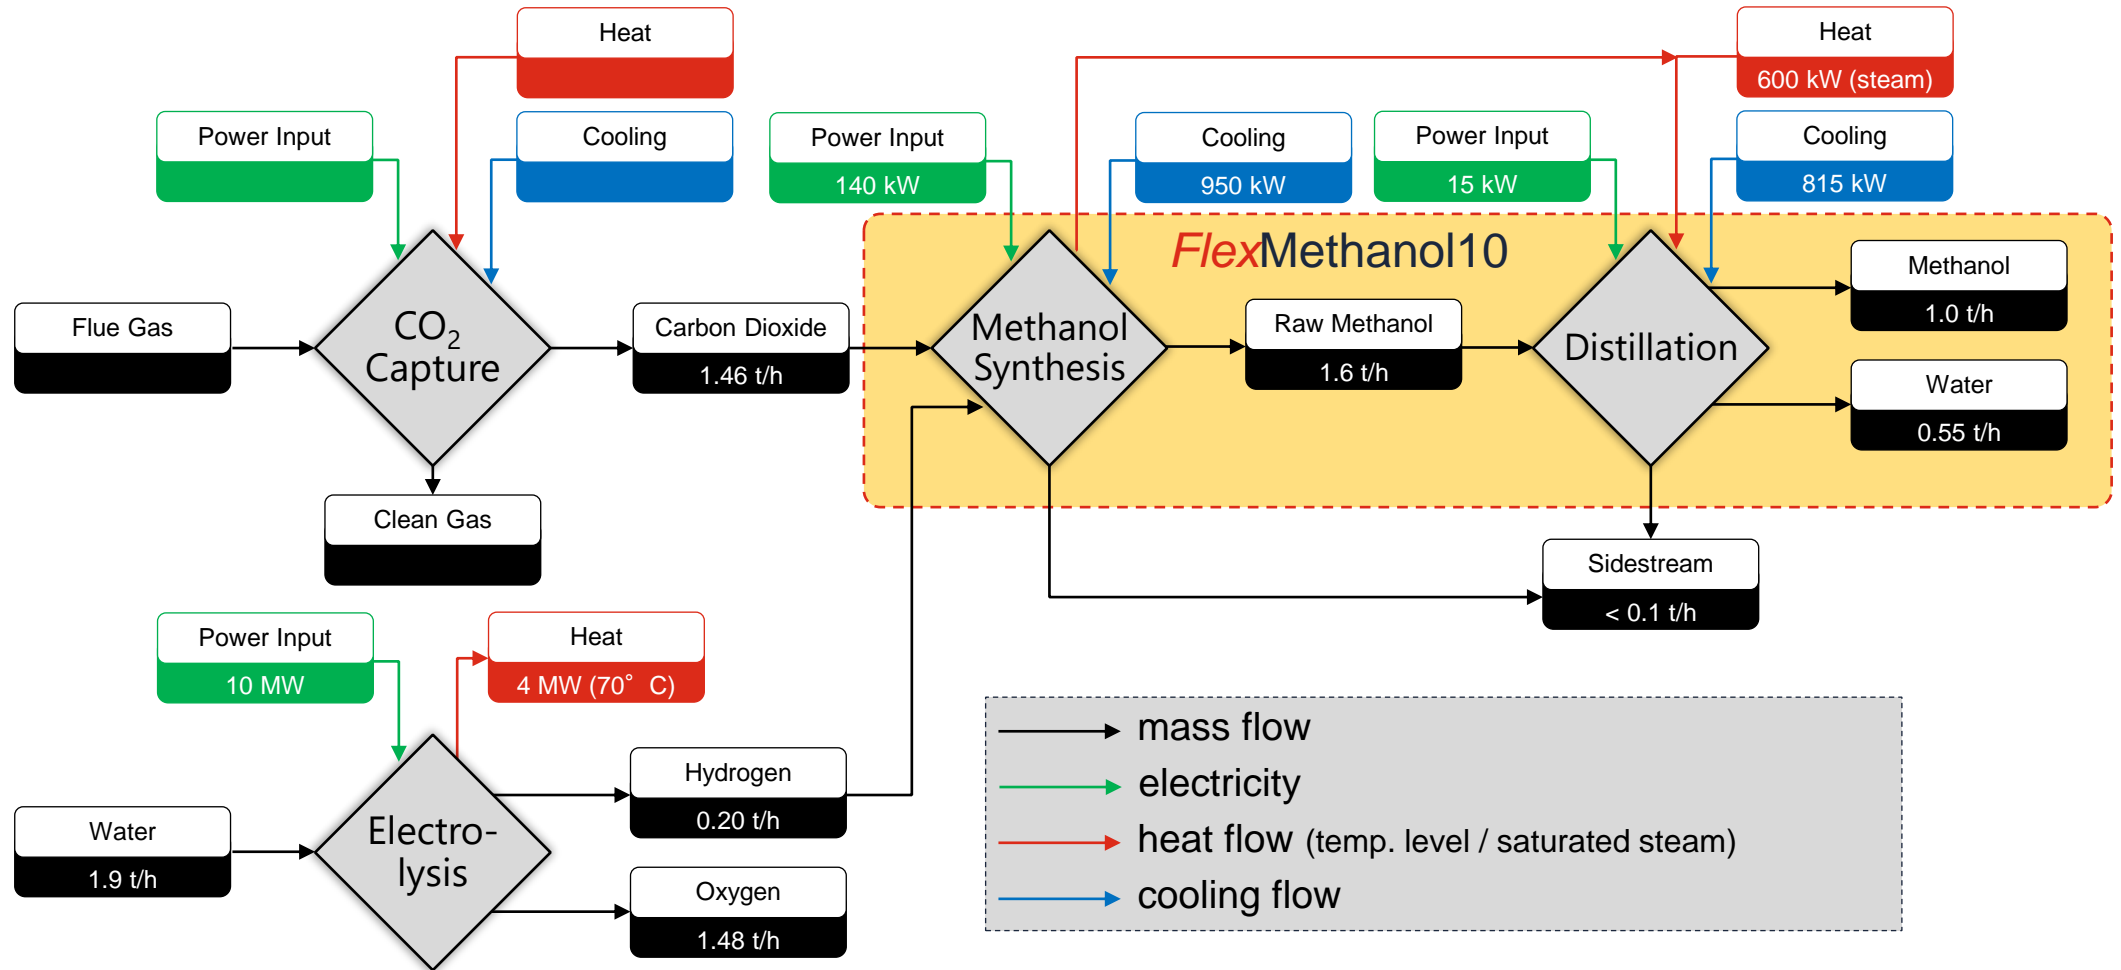 Heat
Power Input
Cooling
Power Input
140 kW
Cooling
950 kW
Power Input
15 kW
Heat
600 kW (steam)
Cooling
815 kW
FlexMethanol10
Flue Gas
CO₂
Capture
Carbon Dioxide
1.46 t/h
Methanol
Synthesis
Raw Methanol
1.6 t/h
Distillation
Methanol
1.0 t/h
Water
0.55 t/h
Clean Gas
Sidestream
< 0.1 t/h
Power Input
10 MW
Heat
4 MW (70° C)
Water
1.9 t/h
Electro-
lysis
Hydrogen
0.20 t/h
Oxygen
1.48 t/h
mass flow
electricity
heat flow (temp. level / saturated steam)
cooling flow